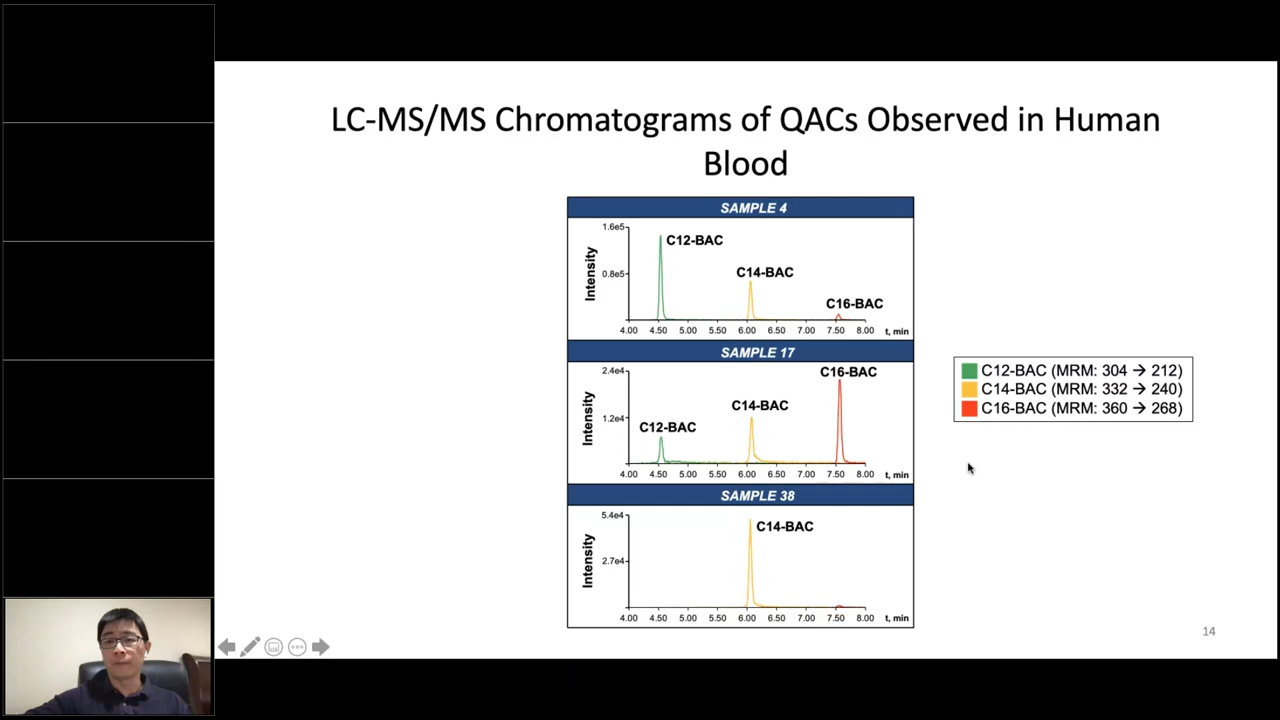 LC-MS/MS Chromatograms of QACs Observed in Human
Blood
SAMPLE 4
Intensity
1.6e5
0.8e5
C12-BAC
C14-BAC
C16-BAC
4.00 4.50 5.00 5.50 6.00 6.50 7.00 7.50 8.00 t, min
SAMPLE 17
Intensity
2.4e4
1.2e4
C12-BAC
C14-BAC
C16-BAC
4.00 4.50 5.00 5.50 6.00 6.50 7.00 7.50 8.00 t, min
SAMPLE 38
Intensity
5.4e4
2.7e4
C14-BAC
4.00 4.50 5.00 5.50 6.00 6.50 7.00 7.50 8.00 t, min
C12-BAC (MRM: 304 → 212)
C14-BAC (MRM: 332 → 240)
C16-BAC (MRM: 360 → 268)
14